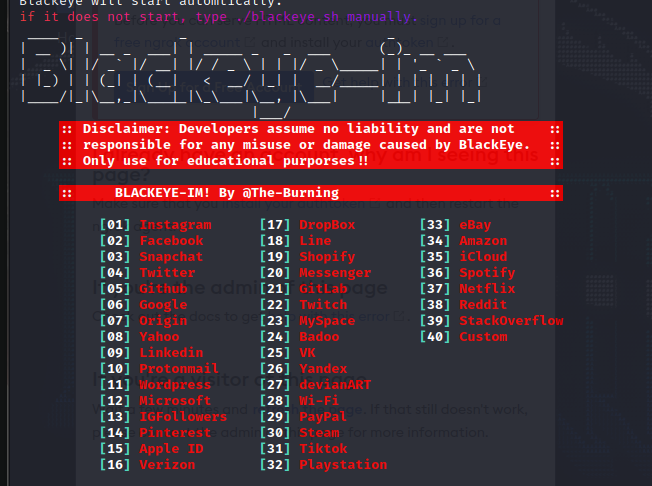 Blackeye will start automtically.
if it does not start, type ./blackeye.sh manually.
:: Disclaimer: Developers assume no liability and are not ::
:: responsible for any misuse or damage caused by BlackEye. ::
:: Only use for educational purporses!! ::
:: BLACKEYE-IM! By @The-Burning ::
[01] Instagram [17] DropBox [33] eBay
[02] Facebook [18] Line [34] Amazon
[03] Snapchat [19] Shopify [35] iCloud
[04] Twitter [20] Messenger [36] Spotify
[05] Github [21] GitLab [37] Netflix
[06] Google [22] Twitch [38] Reddit
[07] Origin [23] MySpace [39] StackOverflow
[08] Yahoo [24] Badoo [40] Custom
[09] Linkedin [25] VK
[10] Protonmail [26] Yandex
[11] Wordpress [27] devianART
[12] Microsoft [28] Wi-Fi
[13] IGFollowers [29] PayPal
[14] Pinterest [30] Steam
[15] Apple ID [31] Tiktok
[16] Verizon [32] Playstation